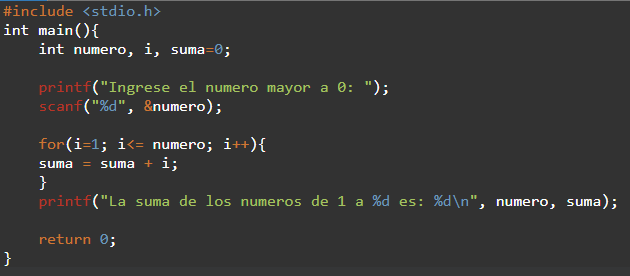 #include <stdio.h>
int main(){
    int numero, i, suma=0;

    printf("Ingrese el numero mayor a 0: ");
    scanf("%d", &numero);

    for(i=1; i<= numero; i++){
    suma = suma + i;
    }
    printf("La suma de los numeros de 1 a %d es: %d\n", numero, suma);

    return 0;
}